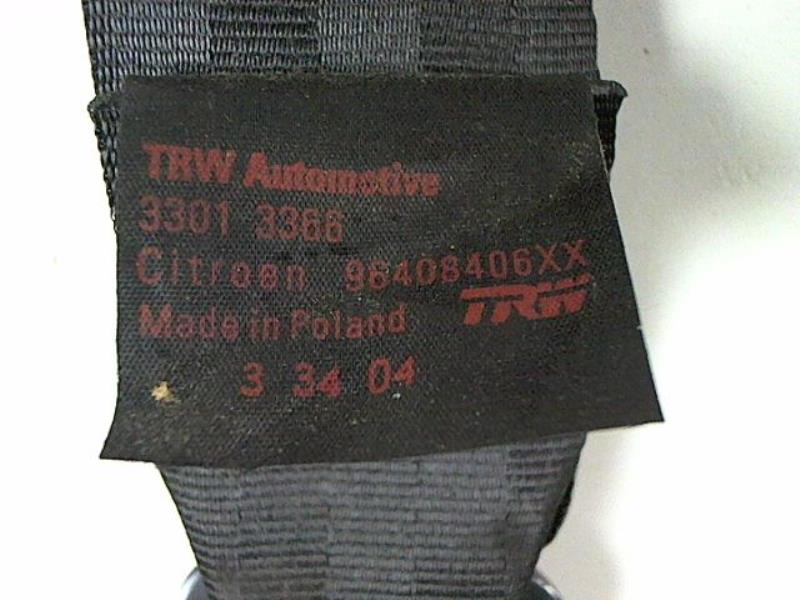 TRW Automotive
3301 3366
Citroen 96408406XX
TRW
Made in Poland
3 34 04